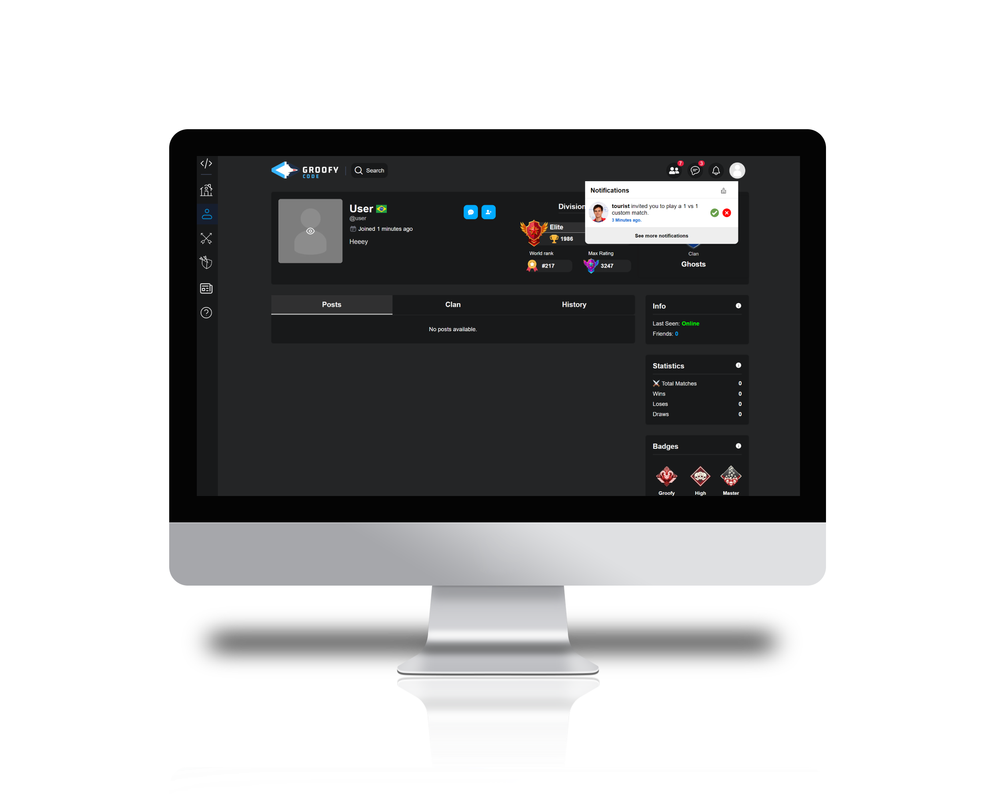 GROOFY
CODE
Search
7
3
Notifications
tourist invited you to play a 1 vs 1
custom match.
3 Minutes ago.
See more notifications
User
@user
Joined 1 minutes ago
Heeey
Division
Elite
1986
World rank
#217
Max Rating
3247
Clan
Ghosts
Posts
Clan
History
No posts available.
Info
Last Seen: Online
Friends: 0
Statistics
Total Matches 0
Wins 0
Loses 0
Draws 0
Badges
Groofy
High
Master